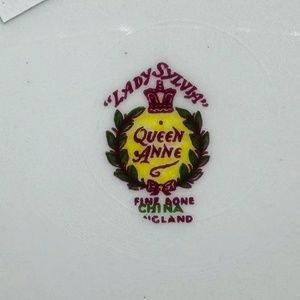 "LADY SYLVIA"
QUEEN
ANNE
FINE BONE
CHINA
NGLAND